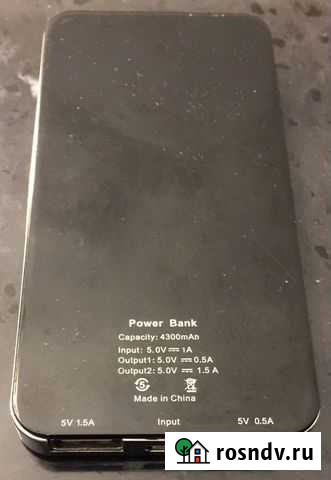 Power Bank
Capacity: 4300mAh
Input: 5.0V⎓1A
Output1: 5.0V⎓0.5A
Output2: 5.0V⎓1.5A
5
Made in China
5V 1.5A Input 5V 0.5A
rosndv.ru